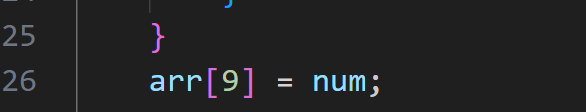 }
25 }
26 arr[9] = num;